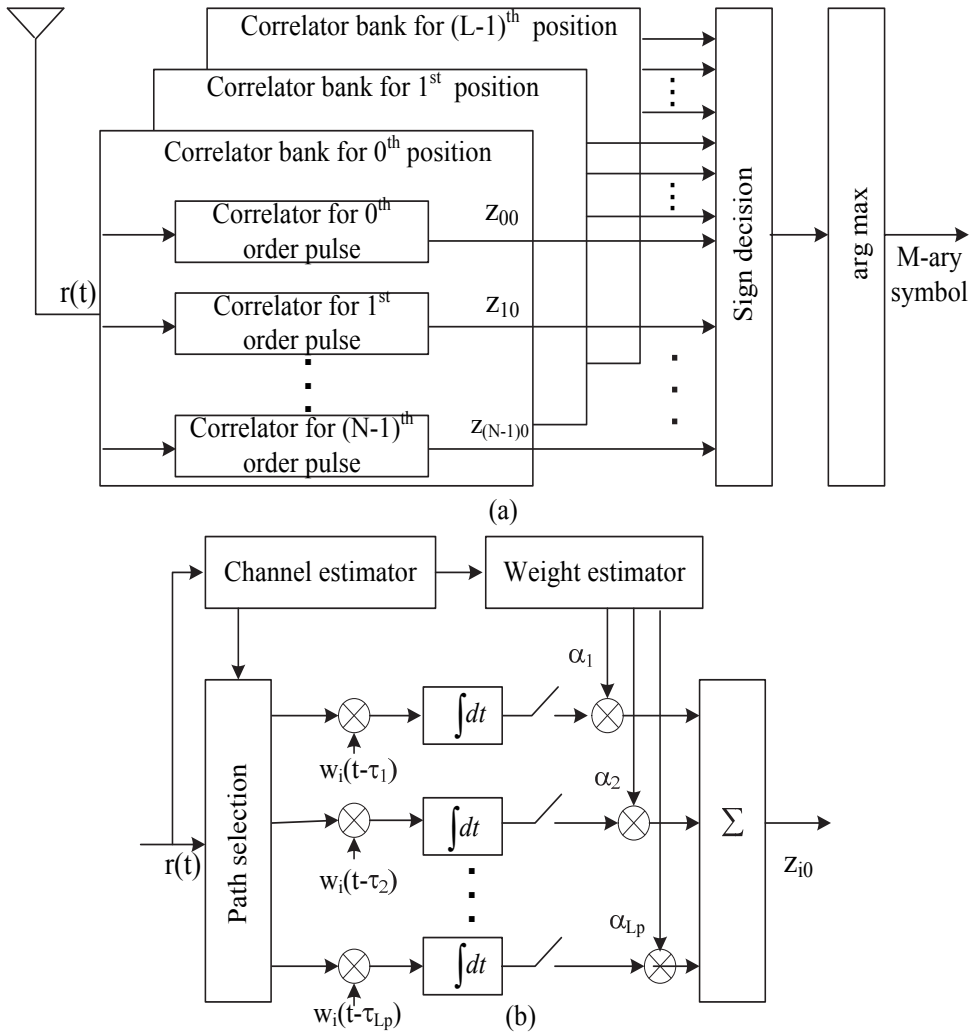 Correlator bank for (L-1)th position
Correlator bank for 1st position
Correlator bank for 0th position
Correlator for 0th
order pulse
z00
Correlator for 1st
order pulse
z10
Correlator for (N-1)th
order pulse
z(N-1)0
r(t)
Sign decision
arg max
M-ary
symbol
(a)
Channel estimator
Weight estimator
Path selection
r(t)
α1
∫dt
wi(t-τ1)
α2
∫dt
wi(t-τ2)
αLp
∫dt
wi(t-τLp)
Σ
zi0
(b)